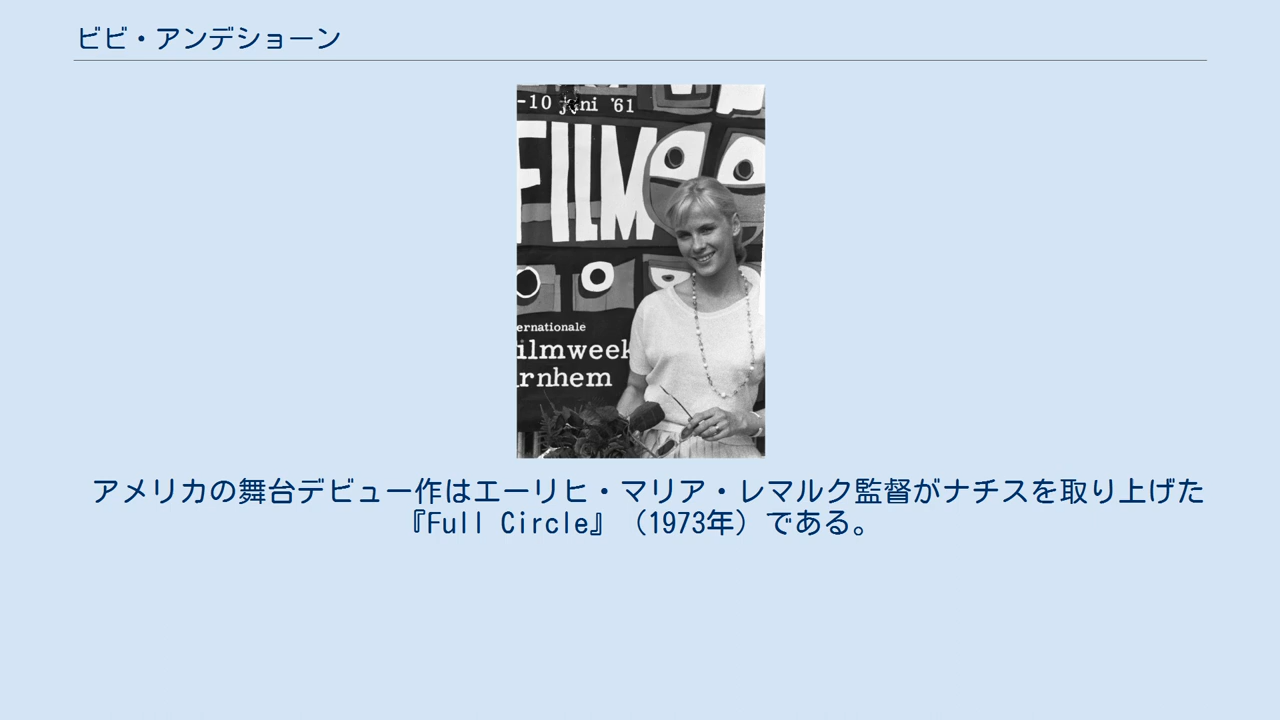 ビビ・アンデショーン
-10 juni '61
FILM
ernationale
ilmweek
rnhem
アメリカの舞台デビュー作はエーリヒ・マリア・レマルク監督がナチスを取り上げた
『Full Circle』（1973年）である。